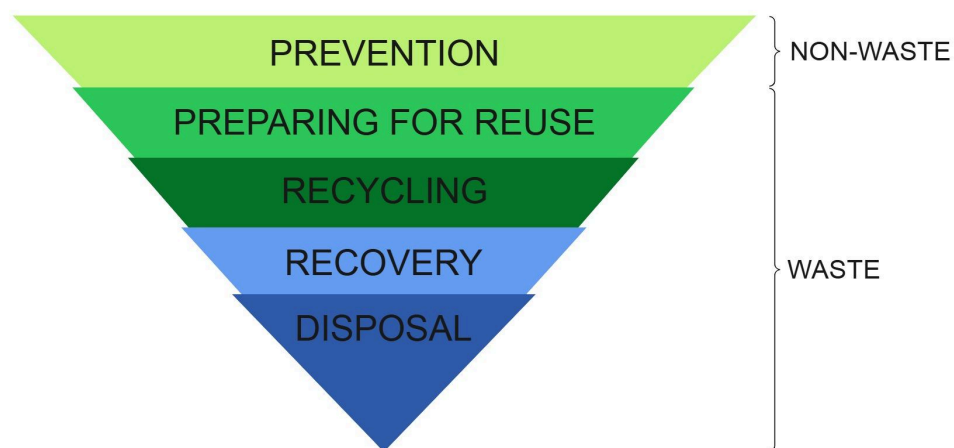 PREVENTION
NON-WASTE
PREPARING FOR REUSE
RECYCLING
RECOVERY
WASTE
DISPOSAL